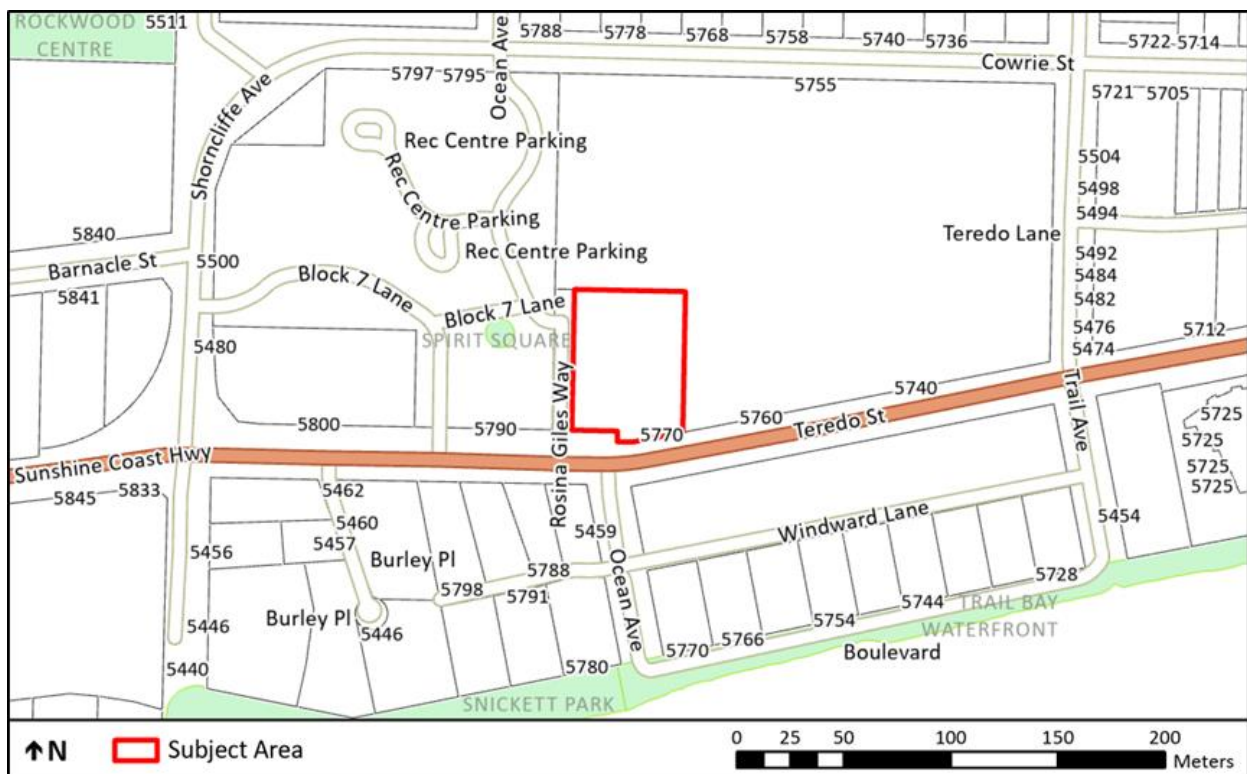 ROCKWOOD
CENTRE
5511
Ocean Ave
5788 5778 5768 5758 5740 5736
5722 5714
Cowrie St
5797 5795
5755
5721 5705
Shorncliffe Ave
Rec Centre Parking
Rec Centre Parking
Rec Centre Parking
5504
5498
5494
Teredo Lane
5492
5484
5482
5476
5474
5712
5840
Barnacle St
5841
5500
Block 7 Lane
Block 7 Lane
SPIRIT SQUARE
5480
Rosina Giles Way
5800
5790
5770
5760
5740
Teredo St
Trail Ave
5725
5725
5725
5725
Sunshine Coast Hwy
5845 5833
5462
5460
5457
5456
Burley Pl
5459
Ocean Ave
Windward Lane
5454
5798
5788
5791
Burley Pl
5446
5446
5440
5780
5770
5766
5754
5744
5728
TRAIL BAY
WATERFRONT
Boulevard
SNICKETT PARK
N
Subject Area
0 25 50 100 150 200
Meters